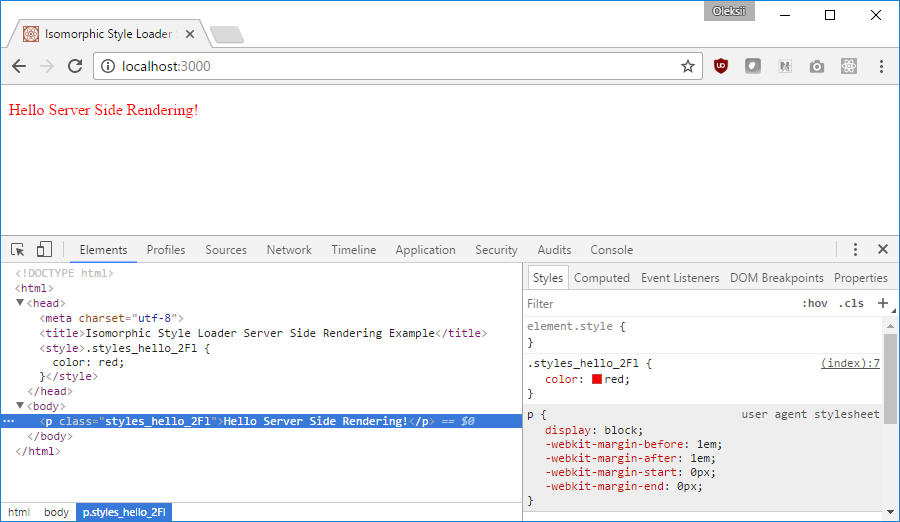 Oleksii
Isomorphic Style Loader
localhost:3000
Hello Server Side Rendering!
Elements Profiles Sources Network Timeline Application Security Audits Console
<!DOCTYPE html>
<html>
<head>
<meta charset="utf-8">
<title>Isomorphic Style Loader Server Side Rendering Example</title>
<style>.styles_hello_2Fl {
color: red;
}</style>
</head>
<body>
<p class="styles_hello_2Fl">Hello Server Side Rendering!</p> == $0
</body>
</html>
html body p.styles_hello_2Fl
Styles Computed Event Listeners DOM Breakpoints Properties
Filter :hov .cls +
element.style {
}
.styles_hello_2Fl { (index):7
color: red;
}
p { user agent stylesheet
display: block;
-webkit-margin-before: 1em;
-webkit-margin-after: 1em;
-webkit-margin-start: 0px;
-webkit-margin-end: 0px;
}